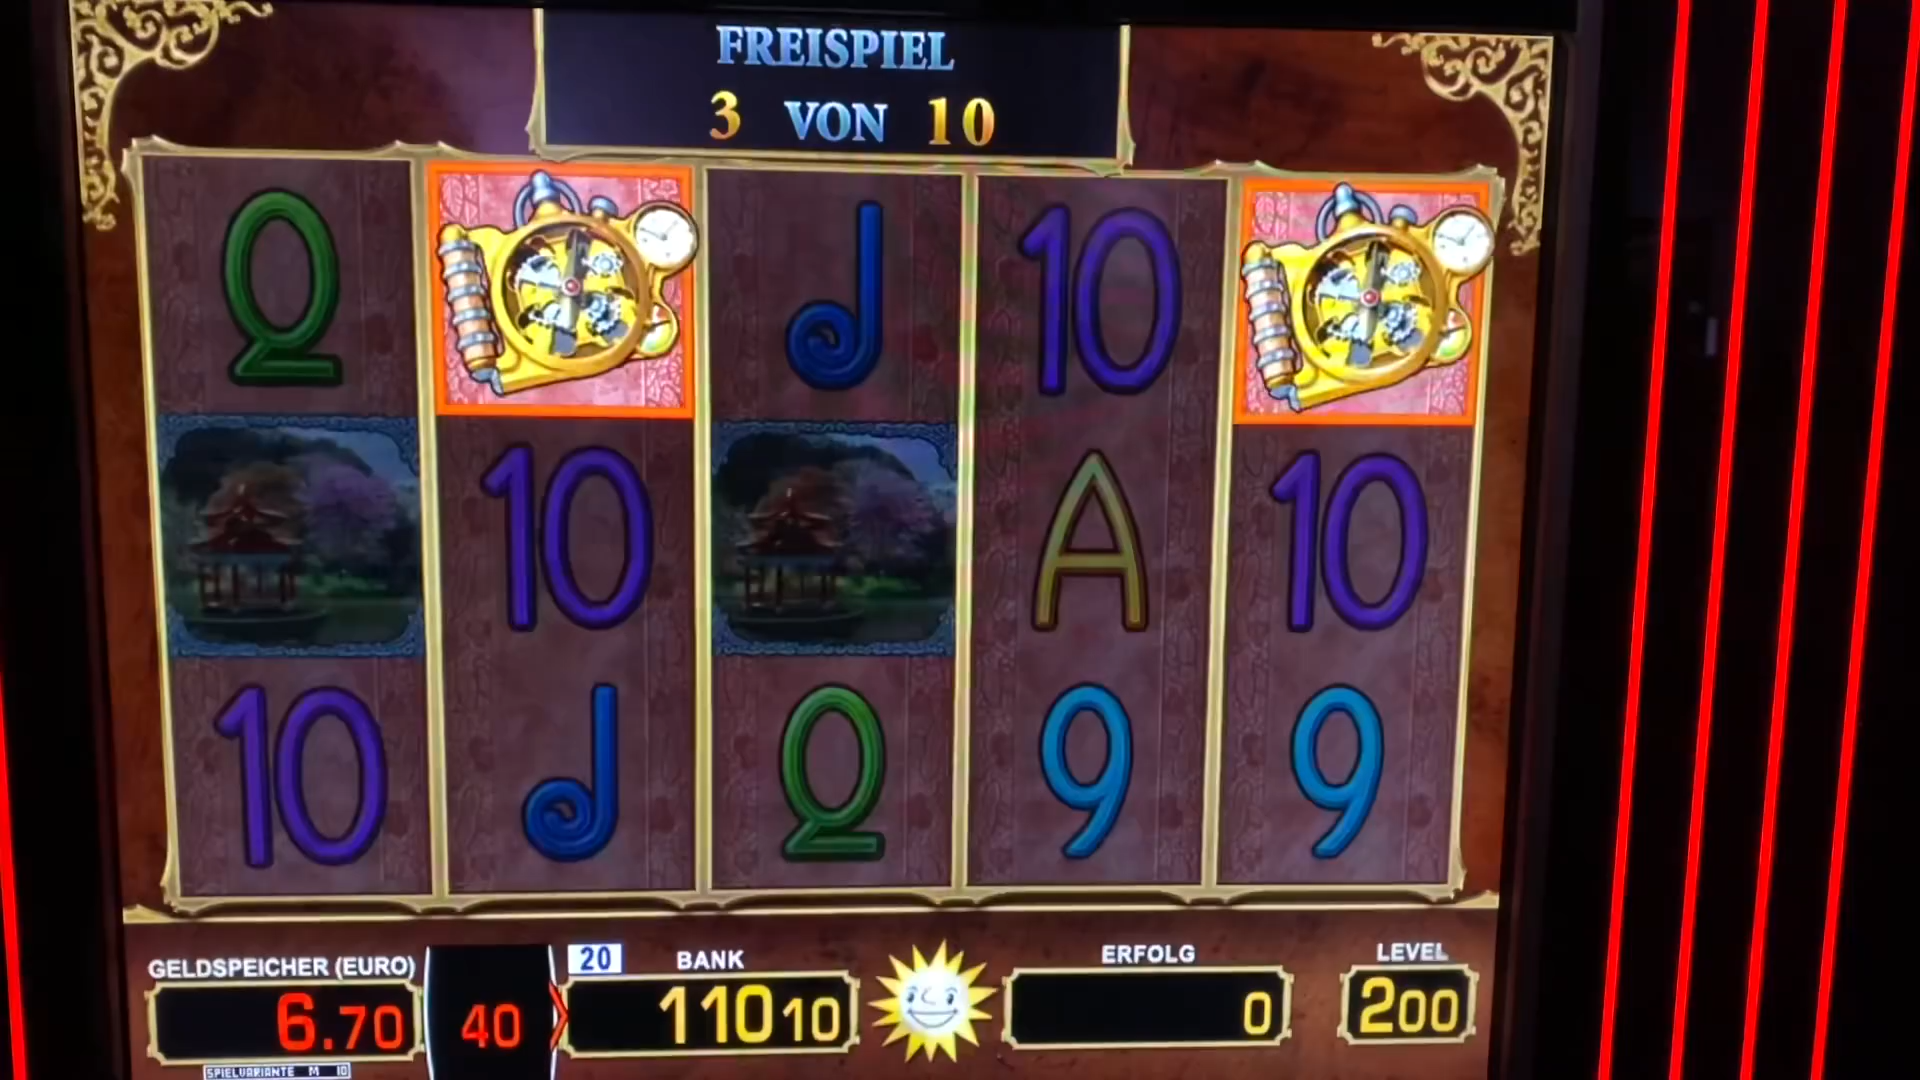 FREISPIEL
3 VON 10
Q J 10
10 A 10
10 J Q 9 9
GELDSPEICHER (EURO) 20 BANK ERFOLG LEVEL
6.70 40 11010 0 200
SPIELVARIANTE M 10